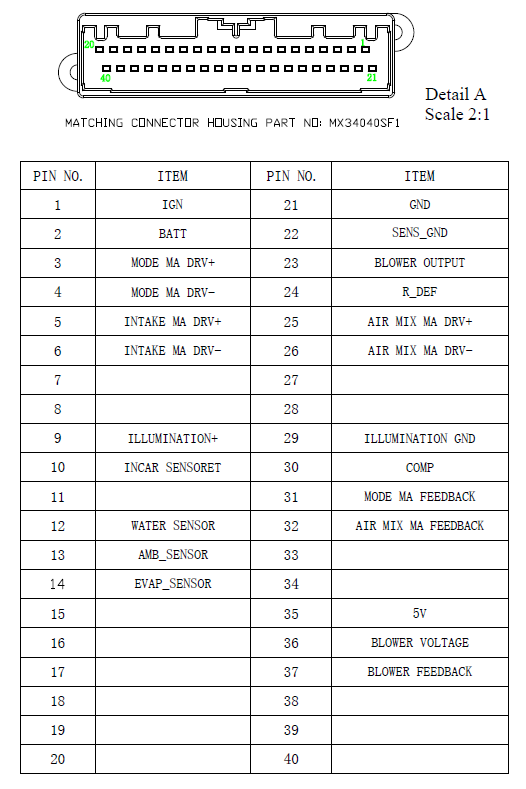 20 1
40 21
Detail A
Scale 2:1
MATCHING CONNECTOR HOUSING PART NO: MX34040SF1
PIN NO. ITEM PIN NO. ITEM
1 IGN 21 GND
2 BATT 22 SENS_GND
3 MODE MA DRV+ 23 BLOWER OUTPUT
4 MODE MA DRV- 24 R_DEF
5 INTAKE MA DRV+ 25 AIR MIX MA DRV+
6 INTAKE MA DRV- 26 AIR MIX MA DRV-
7 27
8 28
9 ILLUMINATION+ 29 ILLUMINATION GND
10 INCAR SENSORET 30 COMP
11 31 MODE MA FEEDBACK
12 WATER SENSOR 32 AIR MIX MA FEEDBACK
13 AMB_SENSOR 33
14 EVAP_SENSOR 34
15 35 5V
16 36 BLOWER VOLTAGE
17 37 BLOWER FEEDBACK
18 38
19 39
20 40